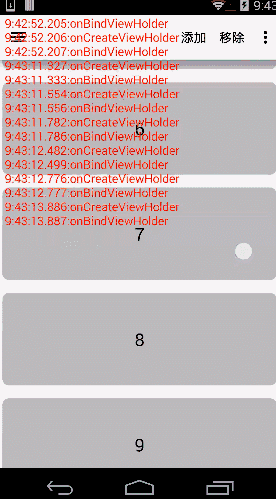 9:43
9:42:52.205:onBindViewHolder
9:42:52.206:onCreateViewHolder
添加 移除
9:42:52.207:onBindViewHolder
9:43:11.327:onCreateViewHolder
9:43:11.333:onBindViewHolder
9:43:11.554:onCreateViewHolder
9:43:11.556:onBindViewHolder
9:43:11.782:onCreateViewHolder
6
9:43:11.786:onBindViewHolder
9:43:12.482:onCreateViewHolder
9:43:12.499:onBindViewHolder
9:43:12.776:onCreateViewHolder
9:43:12.777:onBindViewHolder
9:43:13.886:onCreateViewHolder
9:43:13.887:onBindViewHolder
7
8
9